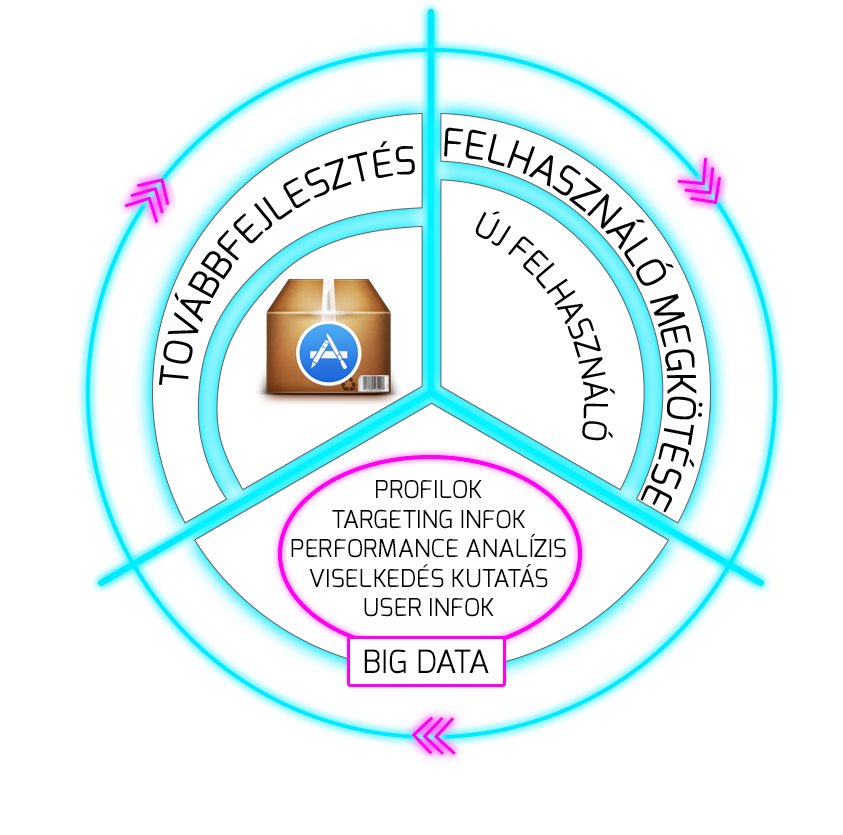 TOVÁBBFEJLESZTÉS
FELHASZNÁLÓ MEGKÖTÉSE
ÚJ FELHASZNÁLÓ
PROFILOK
TARGETING INFOK
PERFORMANCE ANALÍZIS
VISELKEDÉS KUTATÁS
USER INFOK
BIG DATA